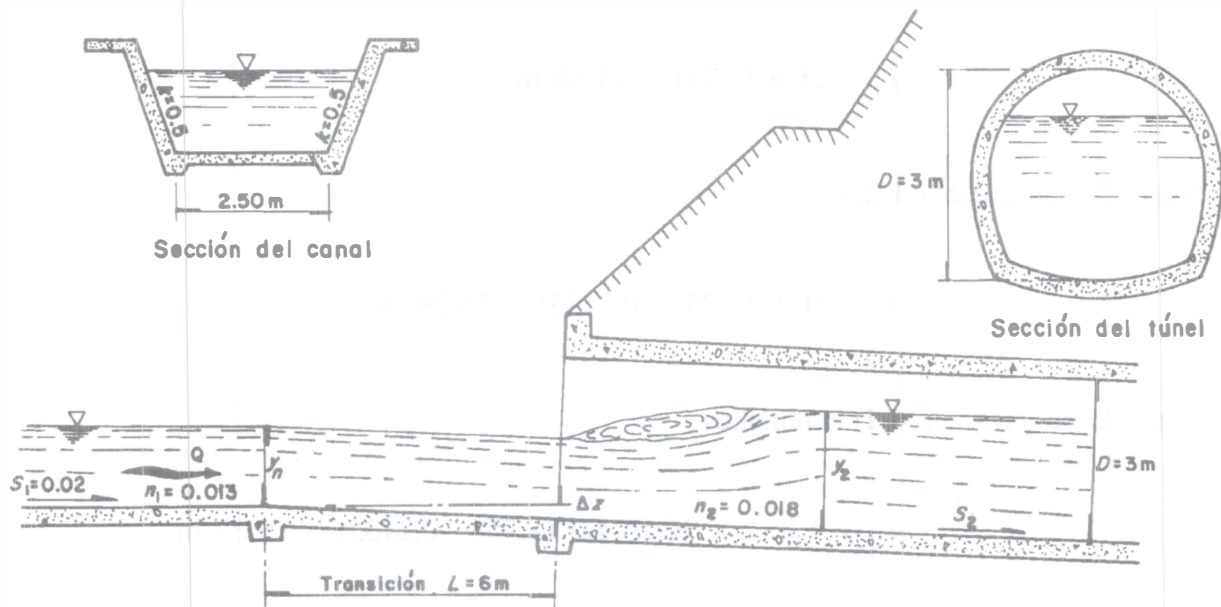 k=0.5
k=0.5
2.50 m
Sección del canal
D=3 m
Sección del túnel
Q
yn
S1=0.02
n1=0.013
Δz
y2
n2=0.018
S2
D=3m
Transición L=6m